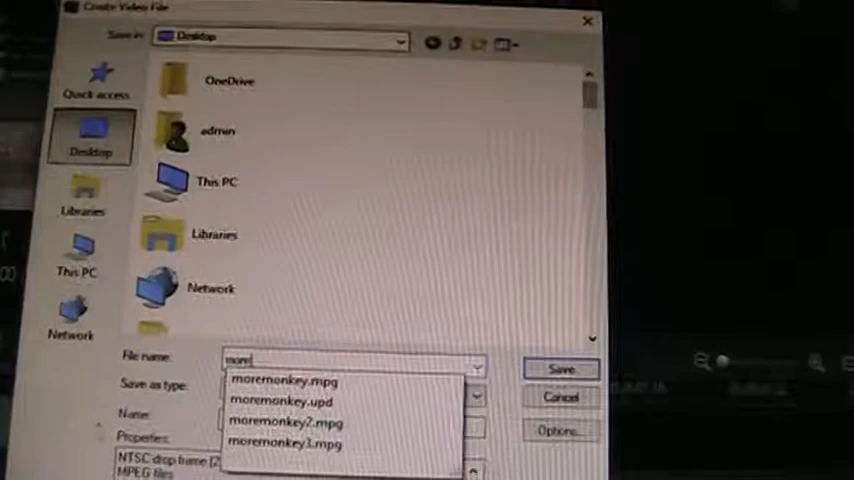 Create Video File
Save in: Desktop
Quick access
Desktop
Libraries
This PC
Network
OneDrive
admin
This PC
Libraries
Network
File name: more
Save as type:
Name:
Properties:
moremonkey.mpg
moremonkey.upd
moremonkey2.mpg
moremonkey3.mpg
Save
Cancel
Option...
NTSC drop frame (2
MPEG files